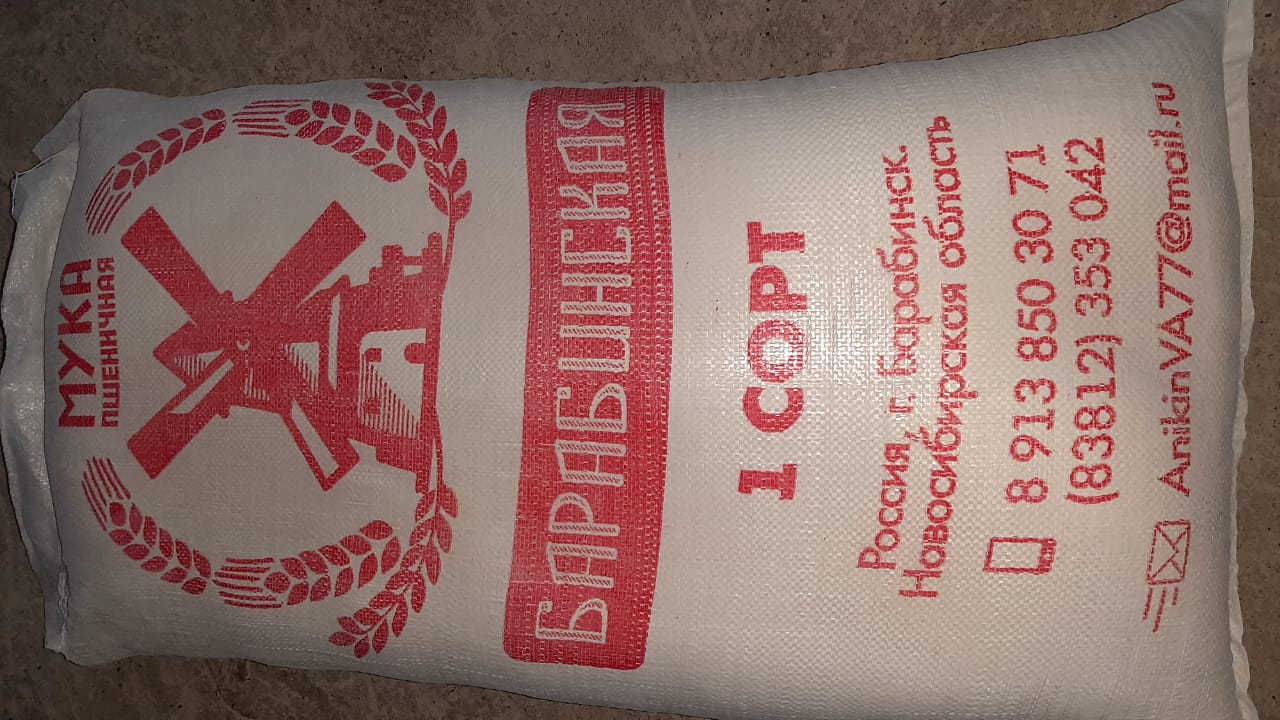 МУКА
ПШЕНИЧНАЯ
БАРАБИНСКАЯ
1 СОРТ
Россия, г. Барабинск.
Новосибирская область
8 913 850 30 71
(83812) 353 042
AnikinVA77@mail.ru